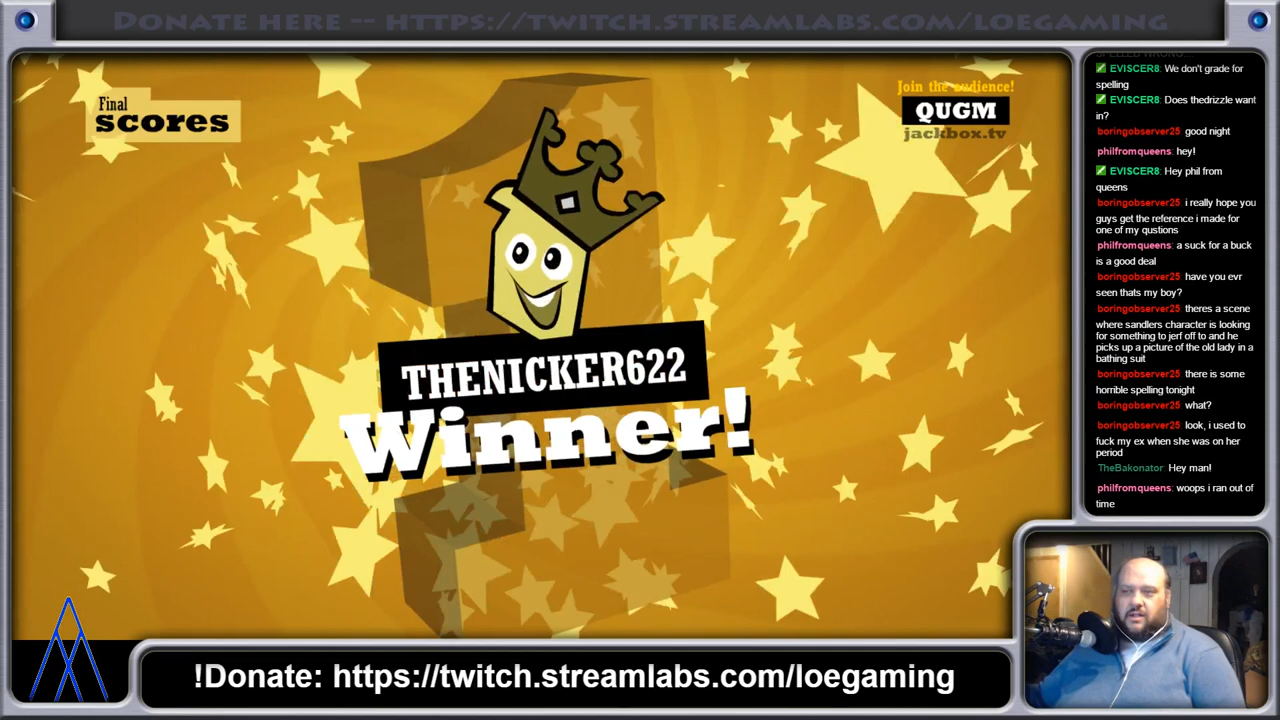 DONATE HERE -- HTTPS://TWITCH.STREAMLABS.COM/LOEGAMING
Final
scores
Join the audience!
QUGM
jackbox.tv
THENICKER622
Winner!
SPELLED WRONG
EVISCER8: We don't grade for
spelling
EVISCER8: Does thedrizzle want
in?
boringobserver25: good night
philfromqueens: hey!
EVISCER8: Hey phil from
queens
boringobserver25: i really hope you
guys get the reference i made for
one of my qustions
philfromqueens: a suck for a buck
is a good deal
boringobserver25: have you evr
seen thats my boy?
boringobserver25: theres a scene
where sandlers character is looking
for something to jerf off to and he
picks up a picture of the old lady in a
bathing suit
boringobserver25: there is some
horrible spelling tonight
boringobserver25: what?
boringobserver25: look, i used to
fuck my ex when she was on her
period
TheBakonator: Hey man!
philfromqueens: woops i ran out of
time
!Donate: https://twitch.streamlabs.com/loegaming